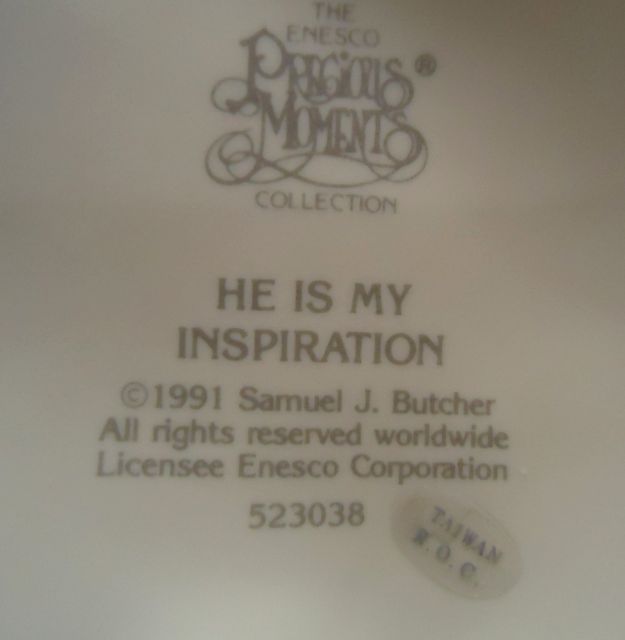 THE
ENESCO
PRECIOUS ®
MOMENTS
COLLECTION
HE IS MY
INSPIRATION
©1991 Samuel J. Butcher
All rights reserved worldwide
Licensee Enesco Corporation
523038
TAIWAN
R.O.C.